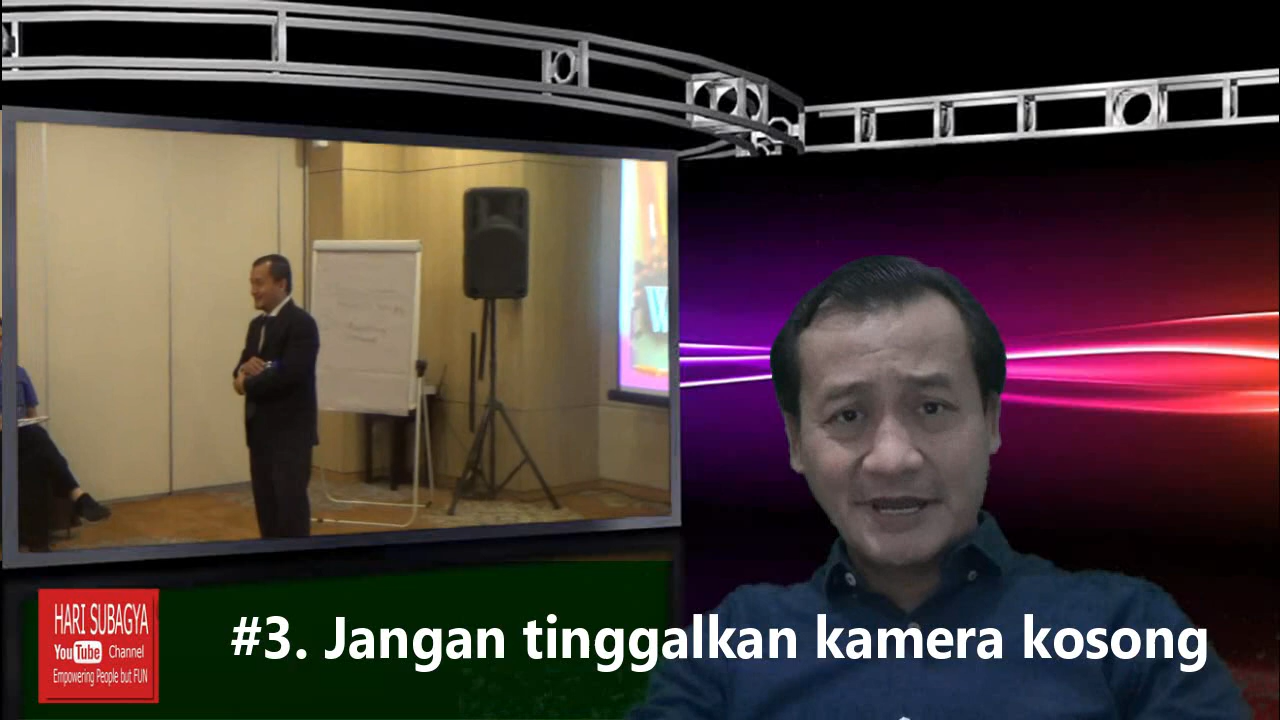 W
HARI SUBAGYA
YouTube Channel
Empowering People but FUN
#3. Jangan tinggalkan kamera kosong